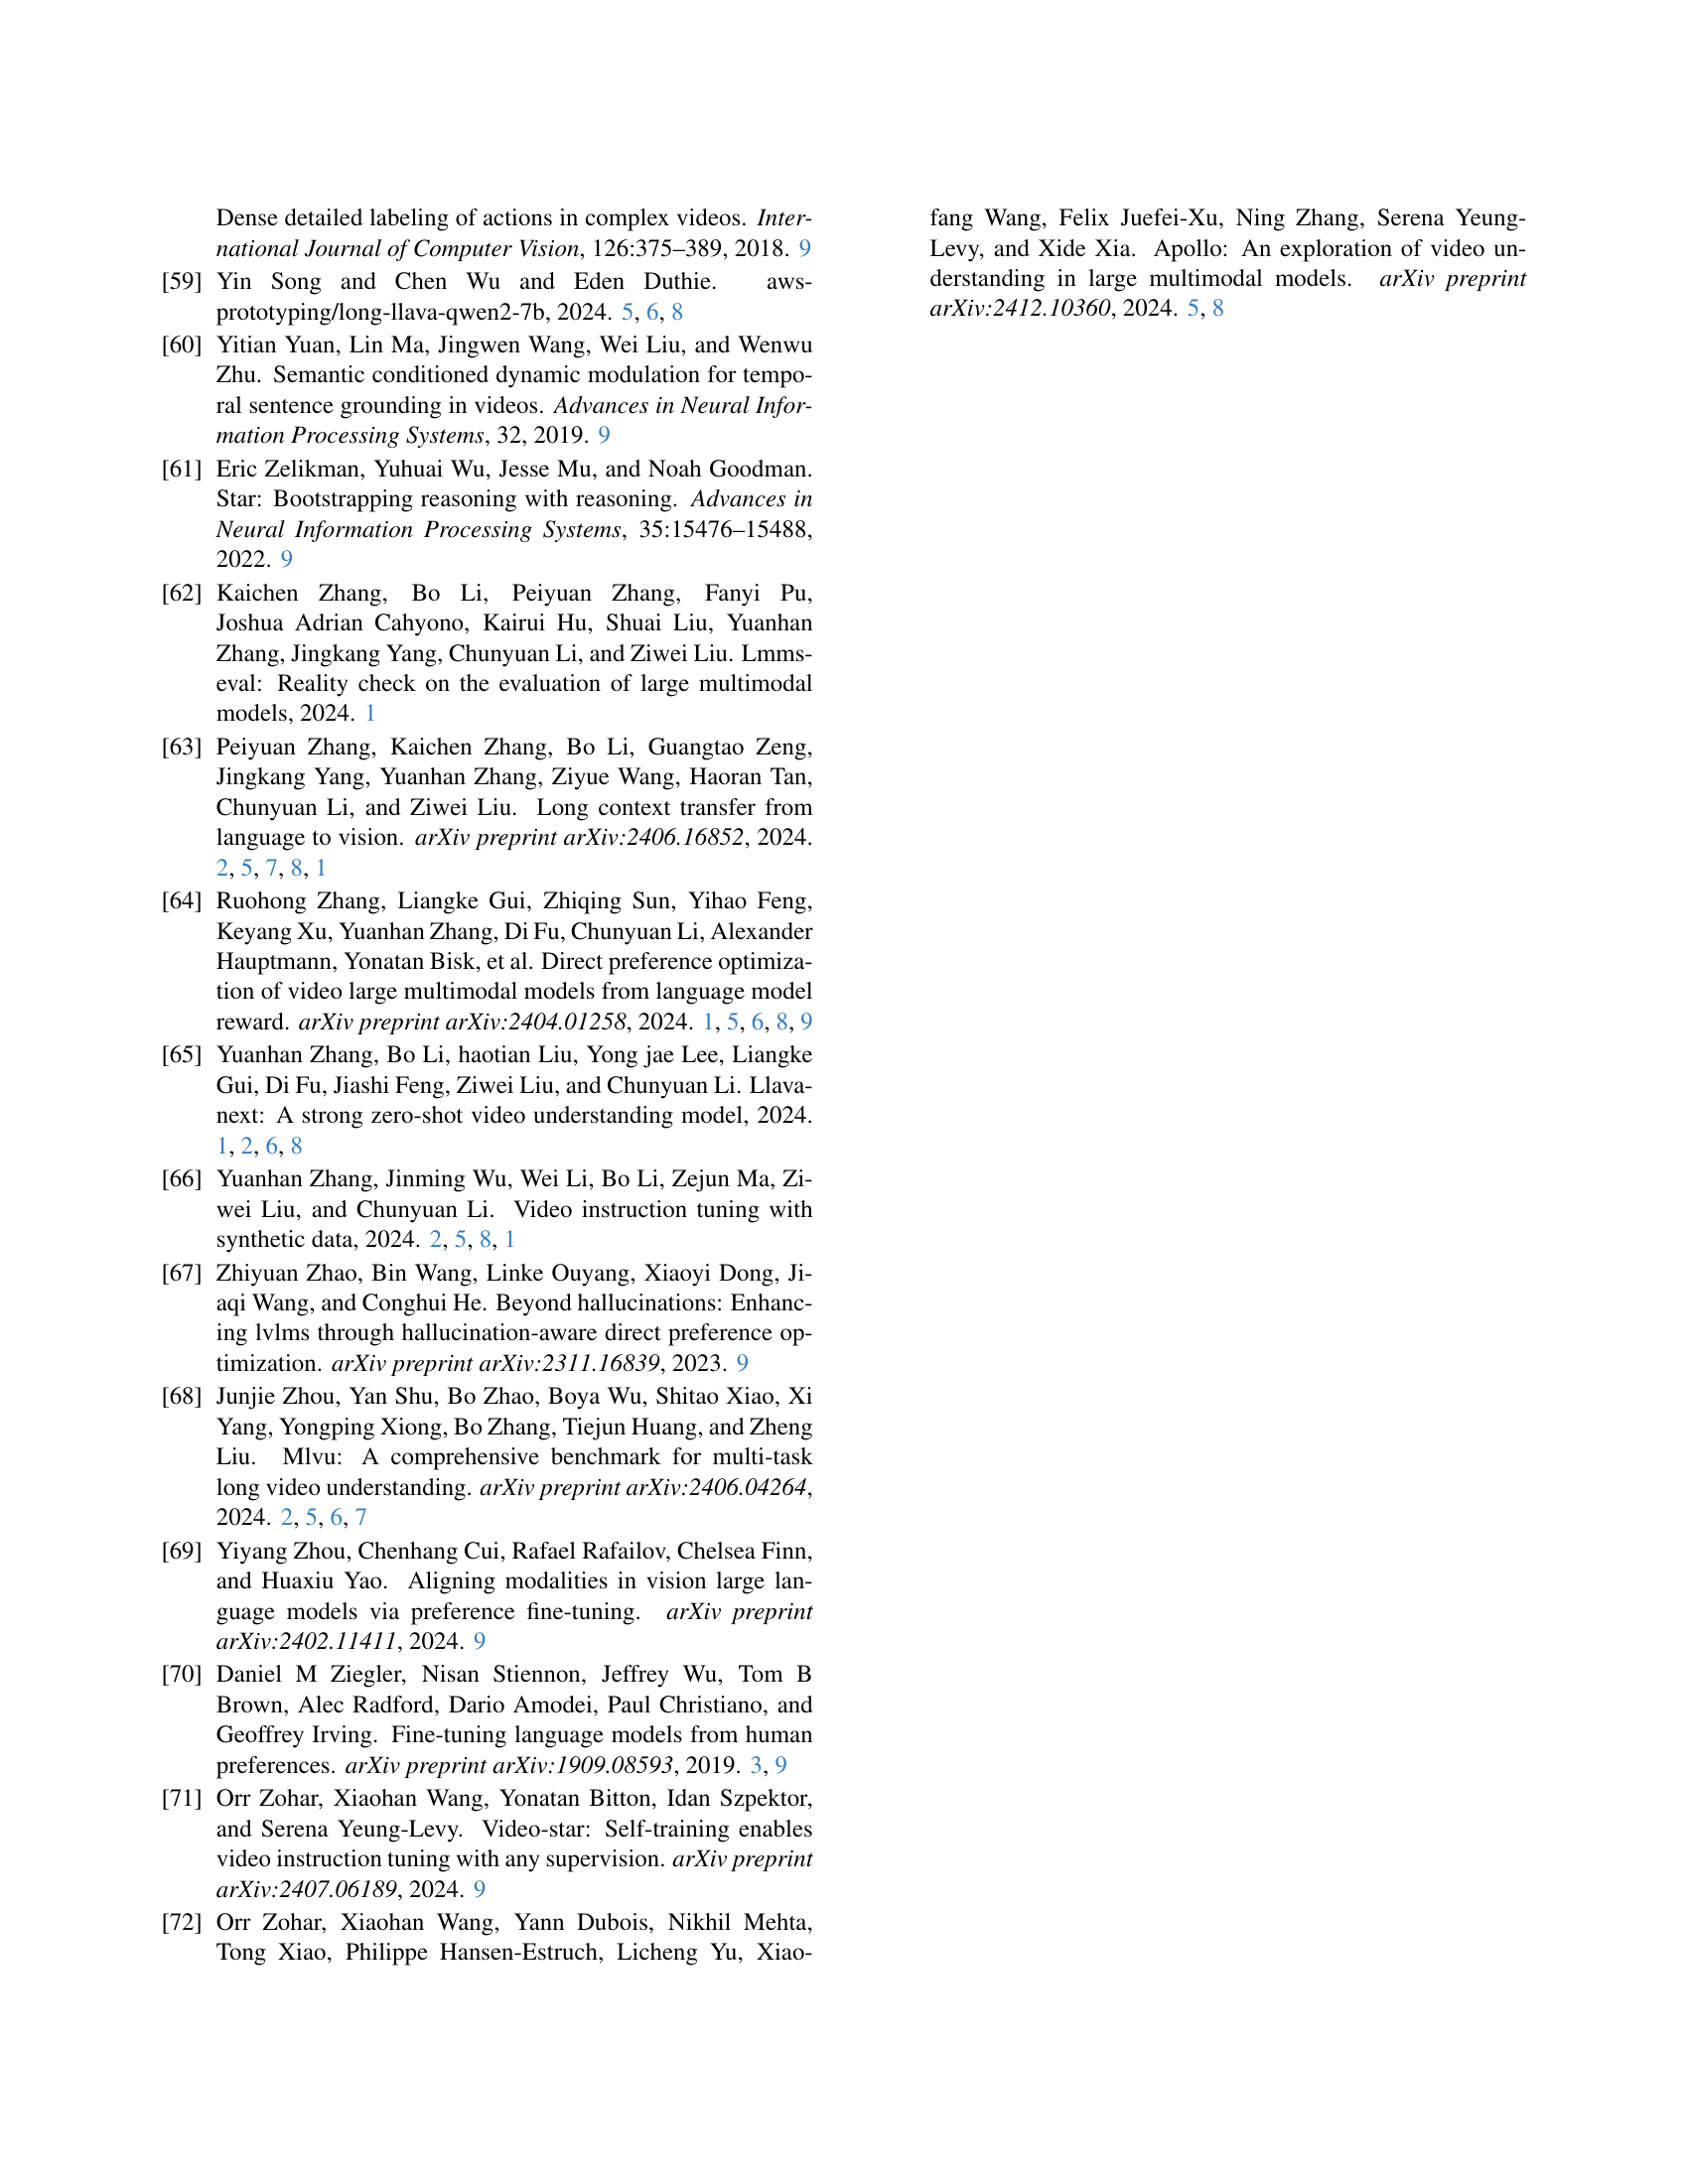 Dense detailed labeling of actions in complex videos. Inter-
national Journal of Computer Vision, 126:375–389, 2018. 9
[59] Yin Song and Chen Wu and Eden Duthie. aws-
prototyping/long-llava-qwen2-7b, 2024. 5, 6, 8
[60] Yitian Yuan, Lin Ma, Jingwen Wang, Wei Liu, and Wenwu
Zhu. Semantic conditioned dynamic modulation for tempo-
ral sentence grounding in videos. Advances in Neural Infor-
mation Processing Systems, 32, 2019. 9
[61] Eric Zelikman, Yuhuai Wu, Jesse Mu, and Noah Goodman.
Star: Bootstrapping reasoning with reasoning. Advances in
Neural Information Processing Systems, 35:15476–15488,
2022. 9
[62] Kaichen Zhang, Bo Li, Peiyuan Zhang, Fanyi Pu,
Joshua Adrian Cahyono, Kairui Hu, Shuai Liu, Yuanhan
Zhang, Jingkang Yang, Chunyuan Li, and Ziwei Liu. Lmms-
eval: Reality check on the evaluation of large multimodal
models, 2024. 1
[63] Peiyuan Zhang, Kaichen Zhang, Bo Li, Guangtao Zeng,
Jingkang Yang, Yuanhan Zhang, Ziyue Wang, Haoran Tan,
Chunyuan Li, and Ziwei Liu. Long context transfer from
language to vision. arXiv preprint arXiv:2406.16852, 2024.
2, 5, 7, 8, 1
[64] Ruohong Zhang, Liangke Gui, Zhiqing Sun, Yihao Feng,
Keyang Xu, Yuanhan Zhang, Di Fu, Chunyuan Li, Alexander
Hauptmann, Yonatan Bisk, et al. Direct preference optimiza-
tion of video large multimodal models from language model
reward. arXiv preprint arXiv:2404.01258, 2024. 1, 5, 6, 8, 9
[65] Yuanhan Zhang, Bo Li, haotian Liu, Yong jae Lee, Liangke
Gui, Di Fu, Jiashi Feng, Ziwei Liu, and Chunyuan Li. Llava-
next: A strong zero-shot video understanding model, 2024.
1, 2, 6, 8
[66] Yuanhan Zhang, Jinming Wu, Wei Li, Bo Li, Zejun Ma, Zi-
wei Liu, and Chunyuan Li. Video instruction tuning with
synthetic data, 2024. 2, 5, 8, 1
[67] Zhiyuan Zhao, Bin Wang, Linke Ouyang, Xiaoyi Dong, Ji-
aqi Wang, and Conghui He. Beyond hallucinations: Enhanc-
ing lvlms through hallucination-aware direct preference op-
timization. arXiv preprint arXiv:2311.16839, 2023. 9
[68] Junjie Zhou, Yan Shu, Bo Zhao, Boya Wu, Shitao Xiao, Xi
Yang, Yongping Xiong, Bo Zhang, Tiejun Huang, and Zheng
Liu. Mlvu: A comprehensive benchmark for multi-task
long video understanding. arXiv preprint arXiv:2406.04264,
2024. 2, 5, 6, 7
[69] Yiyang Zhou, Chenhang Cui, Rafael Rafailov, Chelsea Finn,
and Huaxiu Yao. Aligning modalities in vision large lan-
guage models via preference fine-tuning. arXiv preprint
arXiv:2402.11411, 2024. 9
[70] Daniel M Ziegler, Nisan Stiennon, Jeffrey Wu, Tom B
Brown, Alec Radford, Dario Amodei, Paul Christiano, and
Geoffrey Irving. Fine-tuning language models from human
preferences. arXiv preprint arXiv:1909.08593, 2019. 3, 9
[71] Orr Zohar, Xiaohan Wang, Yonatan Bitton, Idan Szpektor,
and Serena Yeung-Levy. Video-star: Self-training enables
video instruction tuning with any supervision. arXiv preprint
arXiv:2407.06189, 2024. 9
[72] Orr Zohar, Xiaohan Wang, Yann Dubois, Nikhil Mehta,
Tong Xiao, Philippe Hansen-Estruch, Licheng Yu, Xiao-
fang Wang, Felix Juefei-Xu, Ning Zhang, Serena Yeung-
Levy, and Xide Xia. Apollo: An exploration of video un-
derstanding in large multimodal models. arXiv preprint
arXiv:2412.10360, 2024. 5, 8